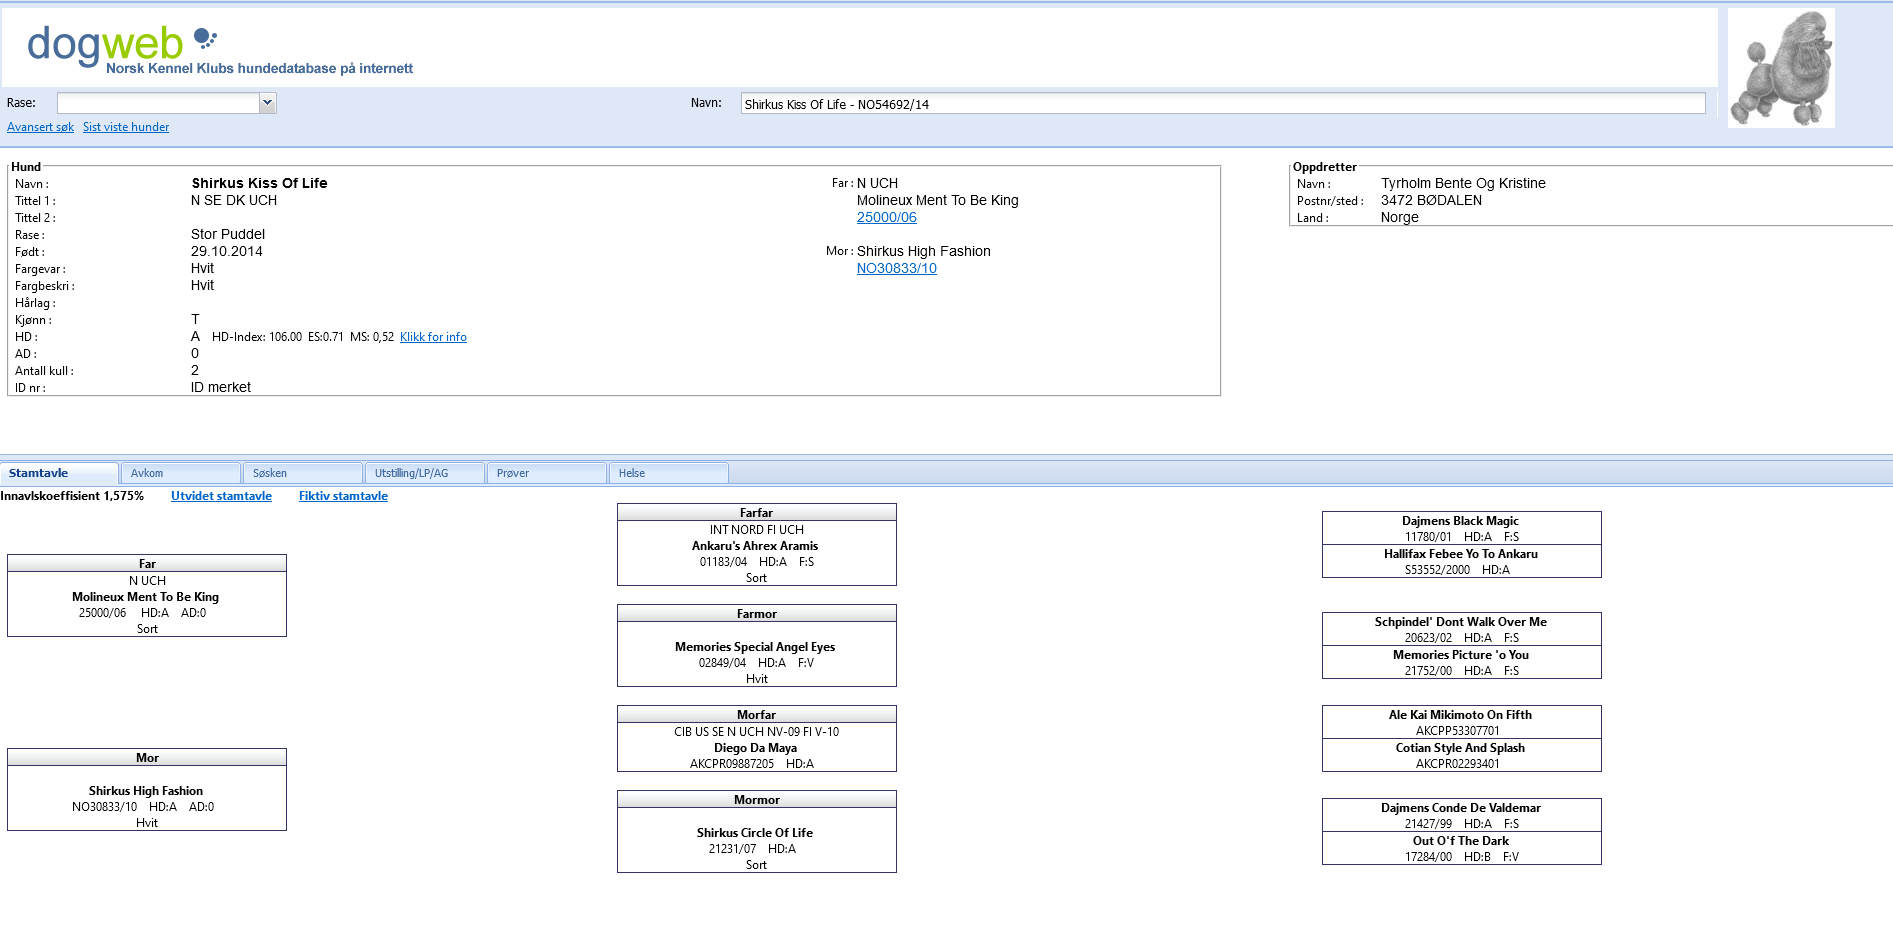 dogweb
Norsk Kennel Klubs hundedatabase på internett
Rase:
Navn: Shirkus Kiss Of Life - NO54692/14
Avansert søk Sist viste hunder
Hund
Navn : Shirkus Kiss Of Life
Tittel 1 : N SE DK UCH
Tittel 2 :
Rase : Stor Puddel
Født : 29.10.2014
Fargevar : Hvit
Fargbeskri : Hvit
Hårlag :
Kjønn : T
HD : A HD-Index: 106.00 ES:0.71 MS: 0,52 Klikk for info
AD : 0
Antall kull : 2
ID nr : ID merket
Far : N UCH
Molineux Ment To Be King
25000/06
Mor : Shirkus High Fashion
NO30833/10
Oppdretter
Navn : Tyrholm Bente Og Kristine
Postnr/sted : 3472 BØDALEN
Land : Norge
Stamtavle Avkom Søsken Utstilling/LP/AG Prøver Helse
Innavlskoeffisient 1,575% Utvidet stamtavle Fiktiv stamtavle
Far
N UCH
Molineux Ment To Be King
25000/06 HD:A AD:0
Sort
Mor
Shirkus High Fashion
NO30833/10 HD:A AD:0
Hvit
Farfar
INT NORD FI UCH
Ankaru's Ahrex Aramis
01183/04 HD:A F:S
Sort
Farmor
Memories Special Angel Eyes
02849/04 HD:A F:V
Hvit
Morfar
CIB US SE N UCH NV-09 FI V-10
Diego Da Maya
AKCPR09887205 HD:A
Mormor
Shirkus Circle Of Life
21231/07 HD:A
Sort
Dajmens Black Magic
11780/01 HD:A F:S
Hallifax Febee Yo To Ankaru
S53552/2000 HD:A
Schpindel' Dont Walk Over Me
20623/02 HD:A F:S
Memories Picture 'o You
21752/00 HD:A F:S
Ale Kai Mikimoto On Fifth
AKCPP53307701
Cotian Style And Splash
AKCPR02293401
Dajmens Conde De Valdemar
21427/99 HD:A F:S
Out O'f The Dark
17284/00 HD:B F:V